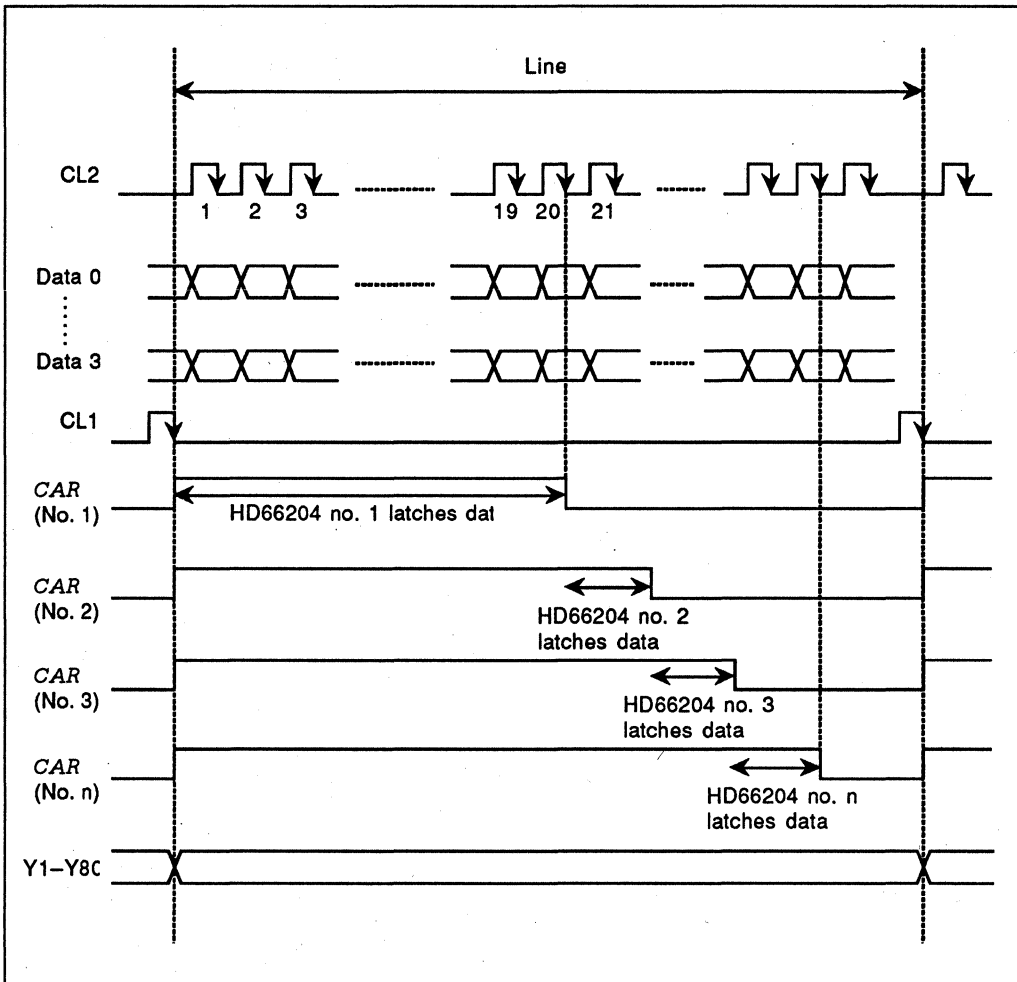 Line
CL2
1 2 3 19 20 21
Data 0
Data 3
CL1
CAR
(No. 1)
HD66204 no. 1 latches dat
CAR
(No. 2)
HD66204 no. 2
latches data
CAR
(No. 3)
HD66204 no. 3
latches data
CAR
(No. n)
HD66204 no. n
latches data
Y1–Y80